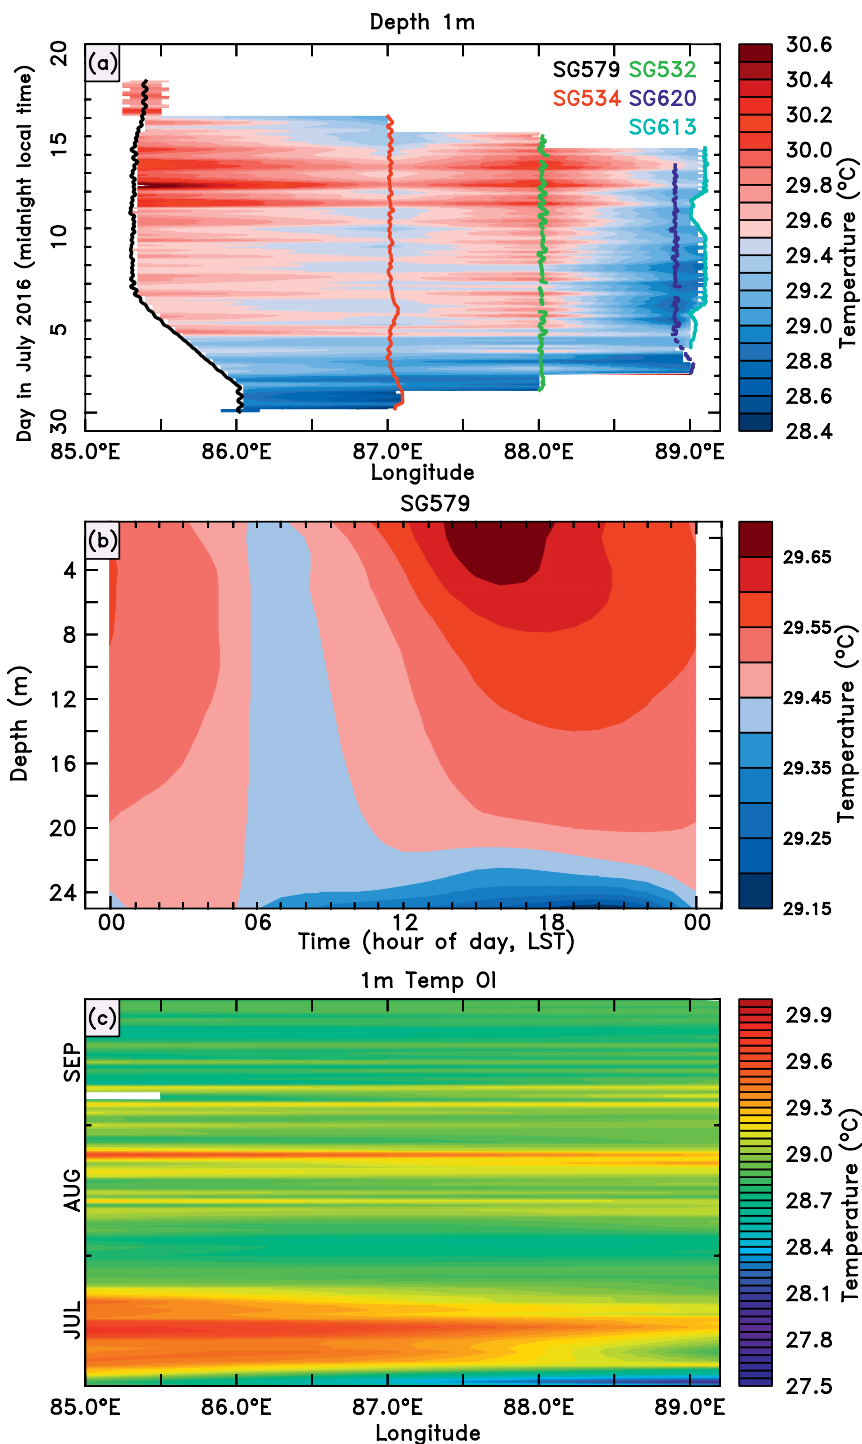 Depth 1m
(a)
SG579 SG532
SG534 SG620
SG613
20
15
10
5
30
Day in July 2016 (midnight local time)
85.0°E 86.0°E 87.0°E 88.0°E 89.0°E
Longitude
30.6
30.4
30.2
30.0
29.8
29.6
29.4
29.2
29.0
28.8
28.6
28.4
Temperature (°C)
SG579
(b)
4
8
12
16
20
24
Depth (m)
00 06 12 18 00
Time (hour of day, LST)
29.65
29.55
29.45
29.35
29.25
29.15
Temperature (°C)
1m Temp OI
(c)
SEP
AUG
JUL
85.0°E 86.0°E 87.0°E 88.0°E 89.0°E
Longitude
29.9
29.6
29.3
29.0
28.7
28.4
28.1
27.8
27.5
Temperature (°C)